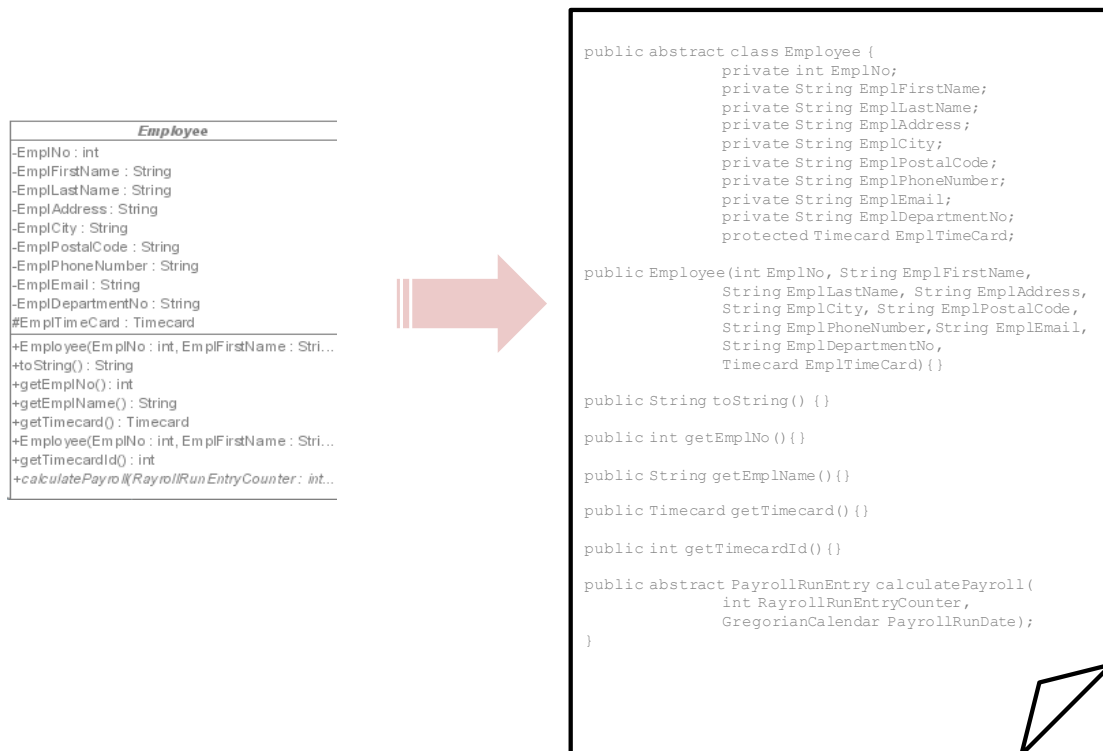 Employee
-EmplNo : int
-EmplFirstName : String
-EmplLastName : String
-EmplAddress : String
-EmplCity : String
-EmplPostalCode : String
-EmplPhoneNumber : String
-EmplEmail : String
-EmplDepartmentNo : String
#EmplTimeCard : Timecard
+Employee(EmplNo : int, EmplFirstName : Stri...
+toString() : String
+getEmplNo() : int
+getEmplName() : String
+getTimecard() : Timecard
+Employee(EmplNo : int, EmplFirstName : Stri...
+getTimecardId() : int
+calculatePayroll(RayrollRunEntryCounter : int...
public abstract class Employee {
private int EmplNo;
private String EmplFirstName;
private String EmplLastName;
private String EmplAddress;
private String EmplCity;
private String EmplPostalCode;
private String EmplPhoneNumber;
private String EmplEmail;
private String EmplDepartmentNo;
protected Timecard EmplTimeCard;
public Employee(int EmplNo, String EmplFirstName,
String EmplLastName, String EmplAddress,
String EmplCity, String EmplPostalCode,
String EmplPhoneNumber, String EmplEmail,
String EmplDepartmentNo,
Timecard EmplTimeCard){}
public String toString() {}
public int getEmplNo(){}
public String getEmplName(){}
public Timecard getTimecard(){}
public int getTimecardId(){}
public abstract PayrollRunEntry calculatePayroll(
int RayrollRunEntryCounter,
GregorianCalendar PayrollRunDate);
}